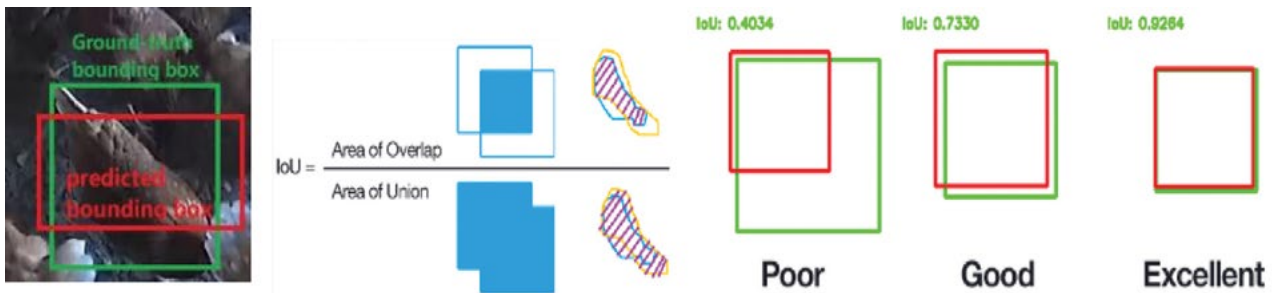 Ground-truth
bounding box
predicted
bounding box
IoU =
Area of Overlap
Area of Union
IoU: 0.4034
Poor
IoU: 0.7330
Good
IoU: 0.9264
Excellent